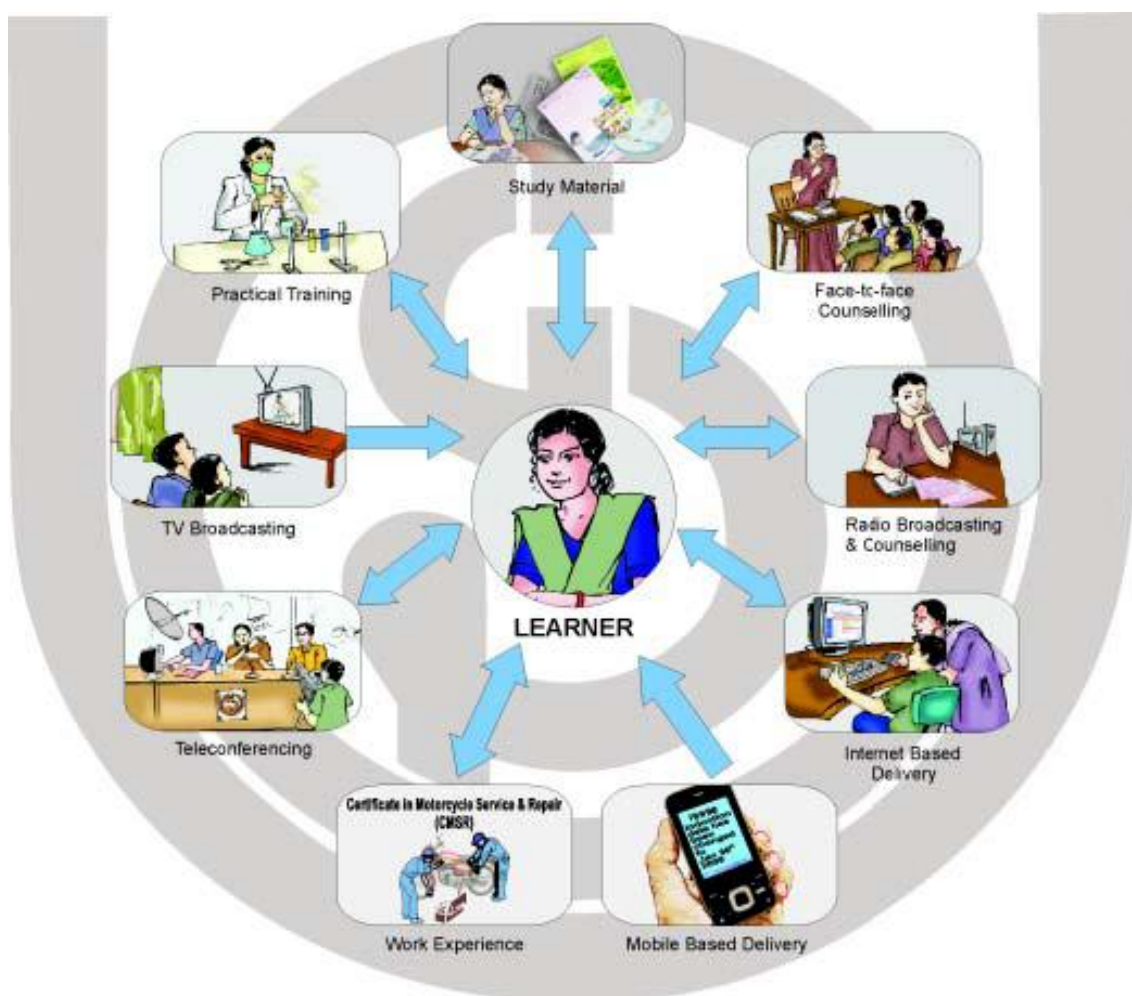 Study Material
Practical Training
Face-to-face
Counselling
TV Broadcasting
Radio Broadcasting
& Counselling
LEARNER
Teleconferencing
Internet Based
Delivery
Certificate in Motorcycle Service & Repair
(CMSR)
Work Experience
Mobile Based Delivery